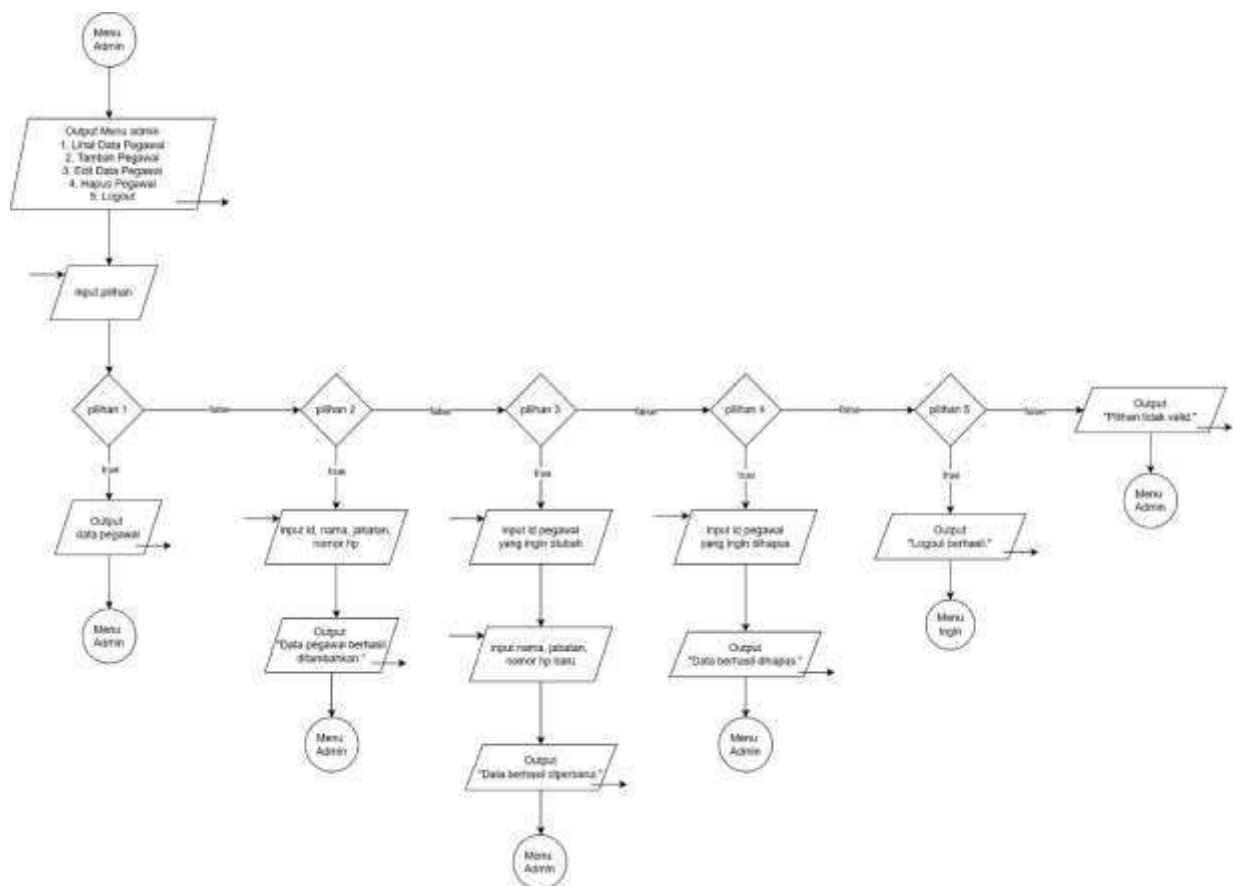 Menu
Admin
Output Menu admin
1. Lihat Data Pegawai
2. Tambah Pegawai
3. Edit Data Pegawai
4. Hapus Pegawai
5. Logout
Input pilihan
pilihan 1
false
pilihan 2
false
pilihan 3
false
pilihan 4
false
pilihan 5
false
Output
"Pilihan tidak valid."
Menu
Admin
true
true
true
true
true
Output
data pegawai
Menu
Admin
Input id, nama, jabatan,
nomor hp
Output
"Data pegawai berhasil
ditambahkan."
Menu
Admin
Input id pegawai
yang ingin diubah
Input nama, jabatan,
nomor hp baru
Output
"Data berhasil diperbarui."
Menu
Admin
Input id pegawai
yang ingin dihapus
Output
"Data berhasil dihapus."
Menu
Admin
Output
"Logout berhasil."
Menu